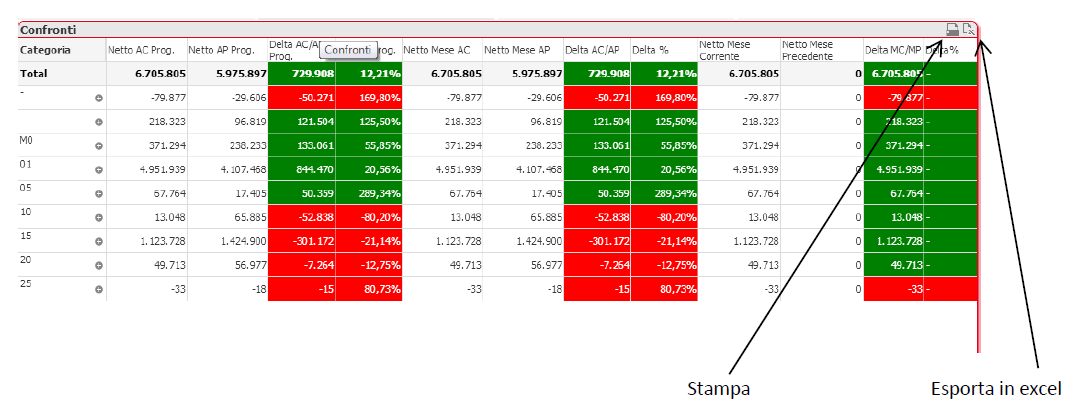 Confronti
Categoria Netto AC Prog. Netto AP Prog. Delta AC/AP Prog. Confronti rog. Netto Mese AC Netto Mese AP Delta AC/AP Delta % Netto Mese Corrente Netto Mese Precedente Delta MC/MP Delta%
Total 6.705.805 5.975.897 729.908 12,21% 6.705.805 5.975.897 729.908 12,21% 6.705.805 0 6.705.805 -
- -79.877 -29.606 -50.271 169,80% -79.877 -29.606 -50.271 169,80% -79.877 0 -79.877 -
218.323 96.819 121.504 125,50% 218.323 96.819 121.504 125,50% 218.323 0 218.323 -
M0 371.294 238.233 133.061 55,85% 371.294 238.233 133.061 55,85% 371.294 0 371.294 -
01 4.951.939 4.107.468 844.470 20,56% 4.951.939 4.107.468 844.470 20,56% 4.951.939 0 4.951.939 -
05 67.764 17.405 50.359 289,34% 67.764 17.405 50.359 289,34% 67.764 0 67.764 -
10 13.048 65.885 -52.838 -80,20% 13.048 65.885 -52.838 -80,20% 13.048 0 13.048 -
15 1.123.728 1.424.900 -301.172 -21,14% 1.123.728 1.424.900 -301.172 -21,14% 1.123.728 0 1.123.728 -
20 49.713 56.977 -7.264 -12,75% 49.713 56.977 -7.264 -12,75% 49.713 0 49.713 -
25 -33 -18 -15 80,73% -33 -18 -15 80,73% -33 0 -33 -
Stampa Esporta in excel